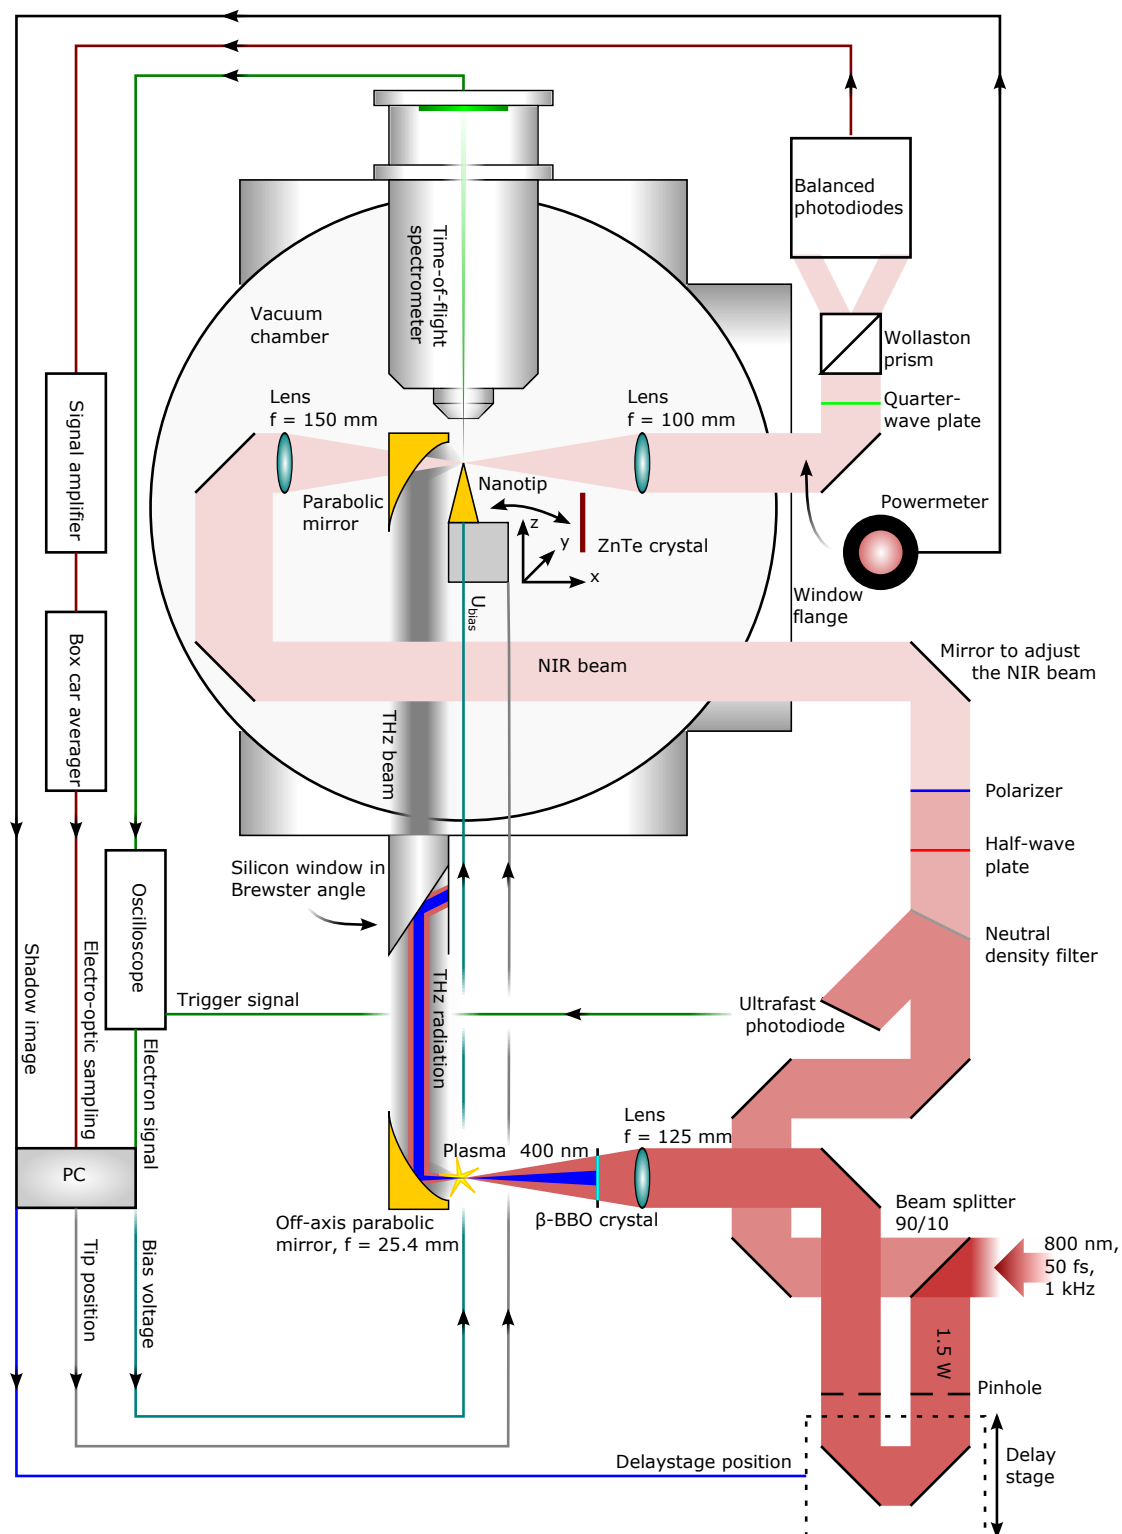 Balanced
photodiodes
Time-of-flight
spectrometer
Vacuum
chamber
Wollaston
prism
Lens
f = 150 mm
Lens
f = 100 mm
Quarter-
wave plate
Signal amplifier
Parabolic
mirror
Nanotip
Powermeter
z
y
x
ZnTe crystal
Ubias
Window
flange
Box car averager
NIR beam
Mirror to adjust
the NIR beam
THz beam
Polarizer
Half-wave
plate
Silicon window in
Brewster angle
Oscilloscope
Neutral
density filter
Shadow image
Electro-optic sampling
Trigger signal
THz radiation
Ultrafast
photodiode
Electron signal
Lens
f = 125 mm
Plasma
400 nm
PC
β-BBO crystal
Off-axis parabolic
mirror, f = 25.4 mm
Beam splitter
90/10
800 nm,
50 fs,
1 kHz
Tip position
Bias voltage
1.5 W
Pinhole
Delaystage position
Delay
stage